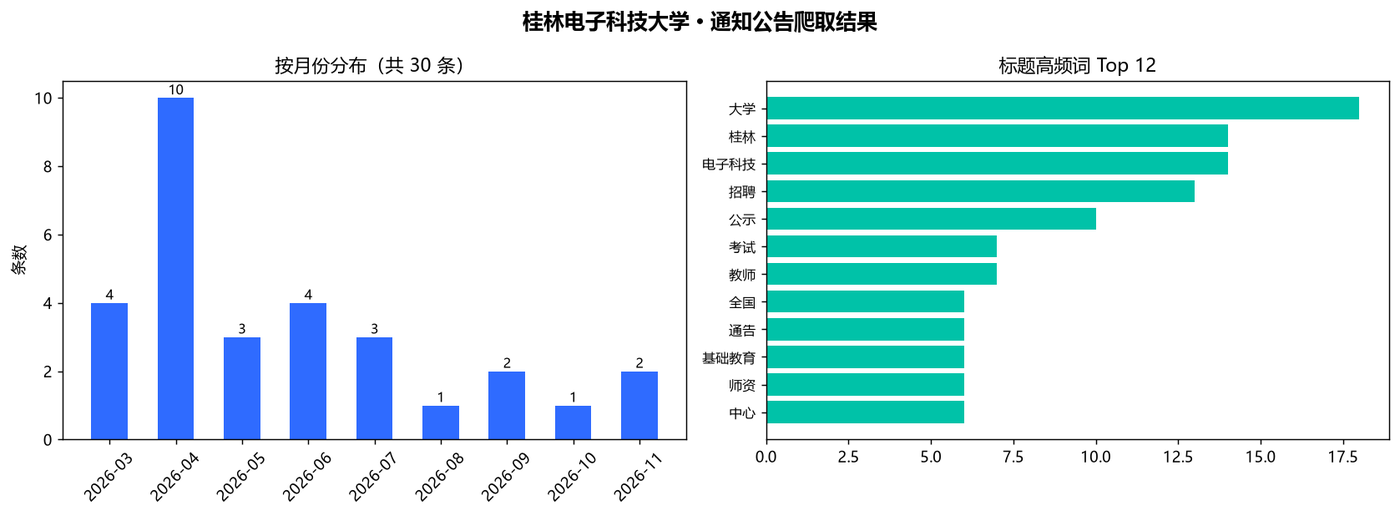 桂林电子科技大学·通知公告爬取结果
按月份分布（共 30 条）
条数
10
8
6
4
2
0
4
10
3
4
3
1
2
1
2
2026-03
2026-04
2026-05
2026-06
2026-07
2026-08
2026-09
2026-10
2026-11
标题高频词 Top 12
大学
桂林
电子科技
招聘
公示
考试
教师
全国
通告
基础教育
师资
中心
0.0
2.5
5.0
7.5
10.0
12.5
15.0
17.5